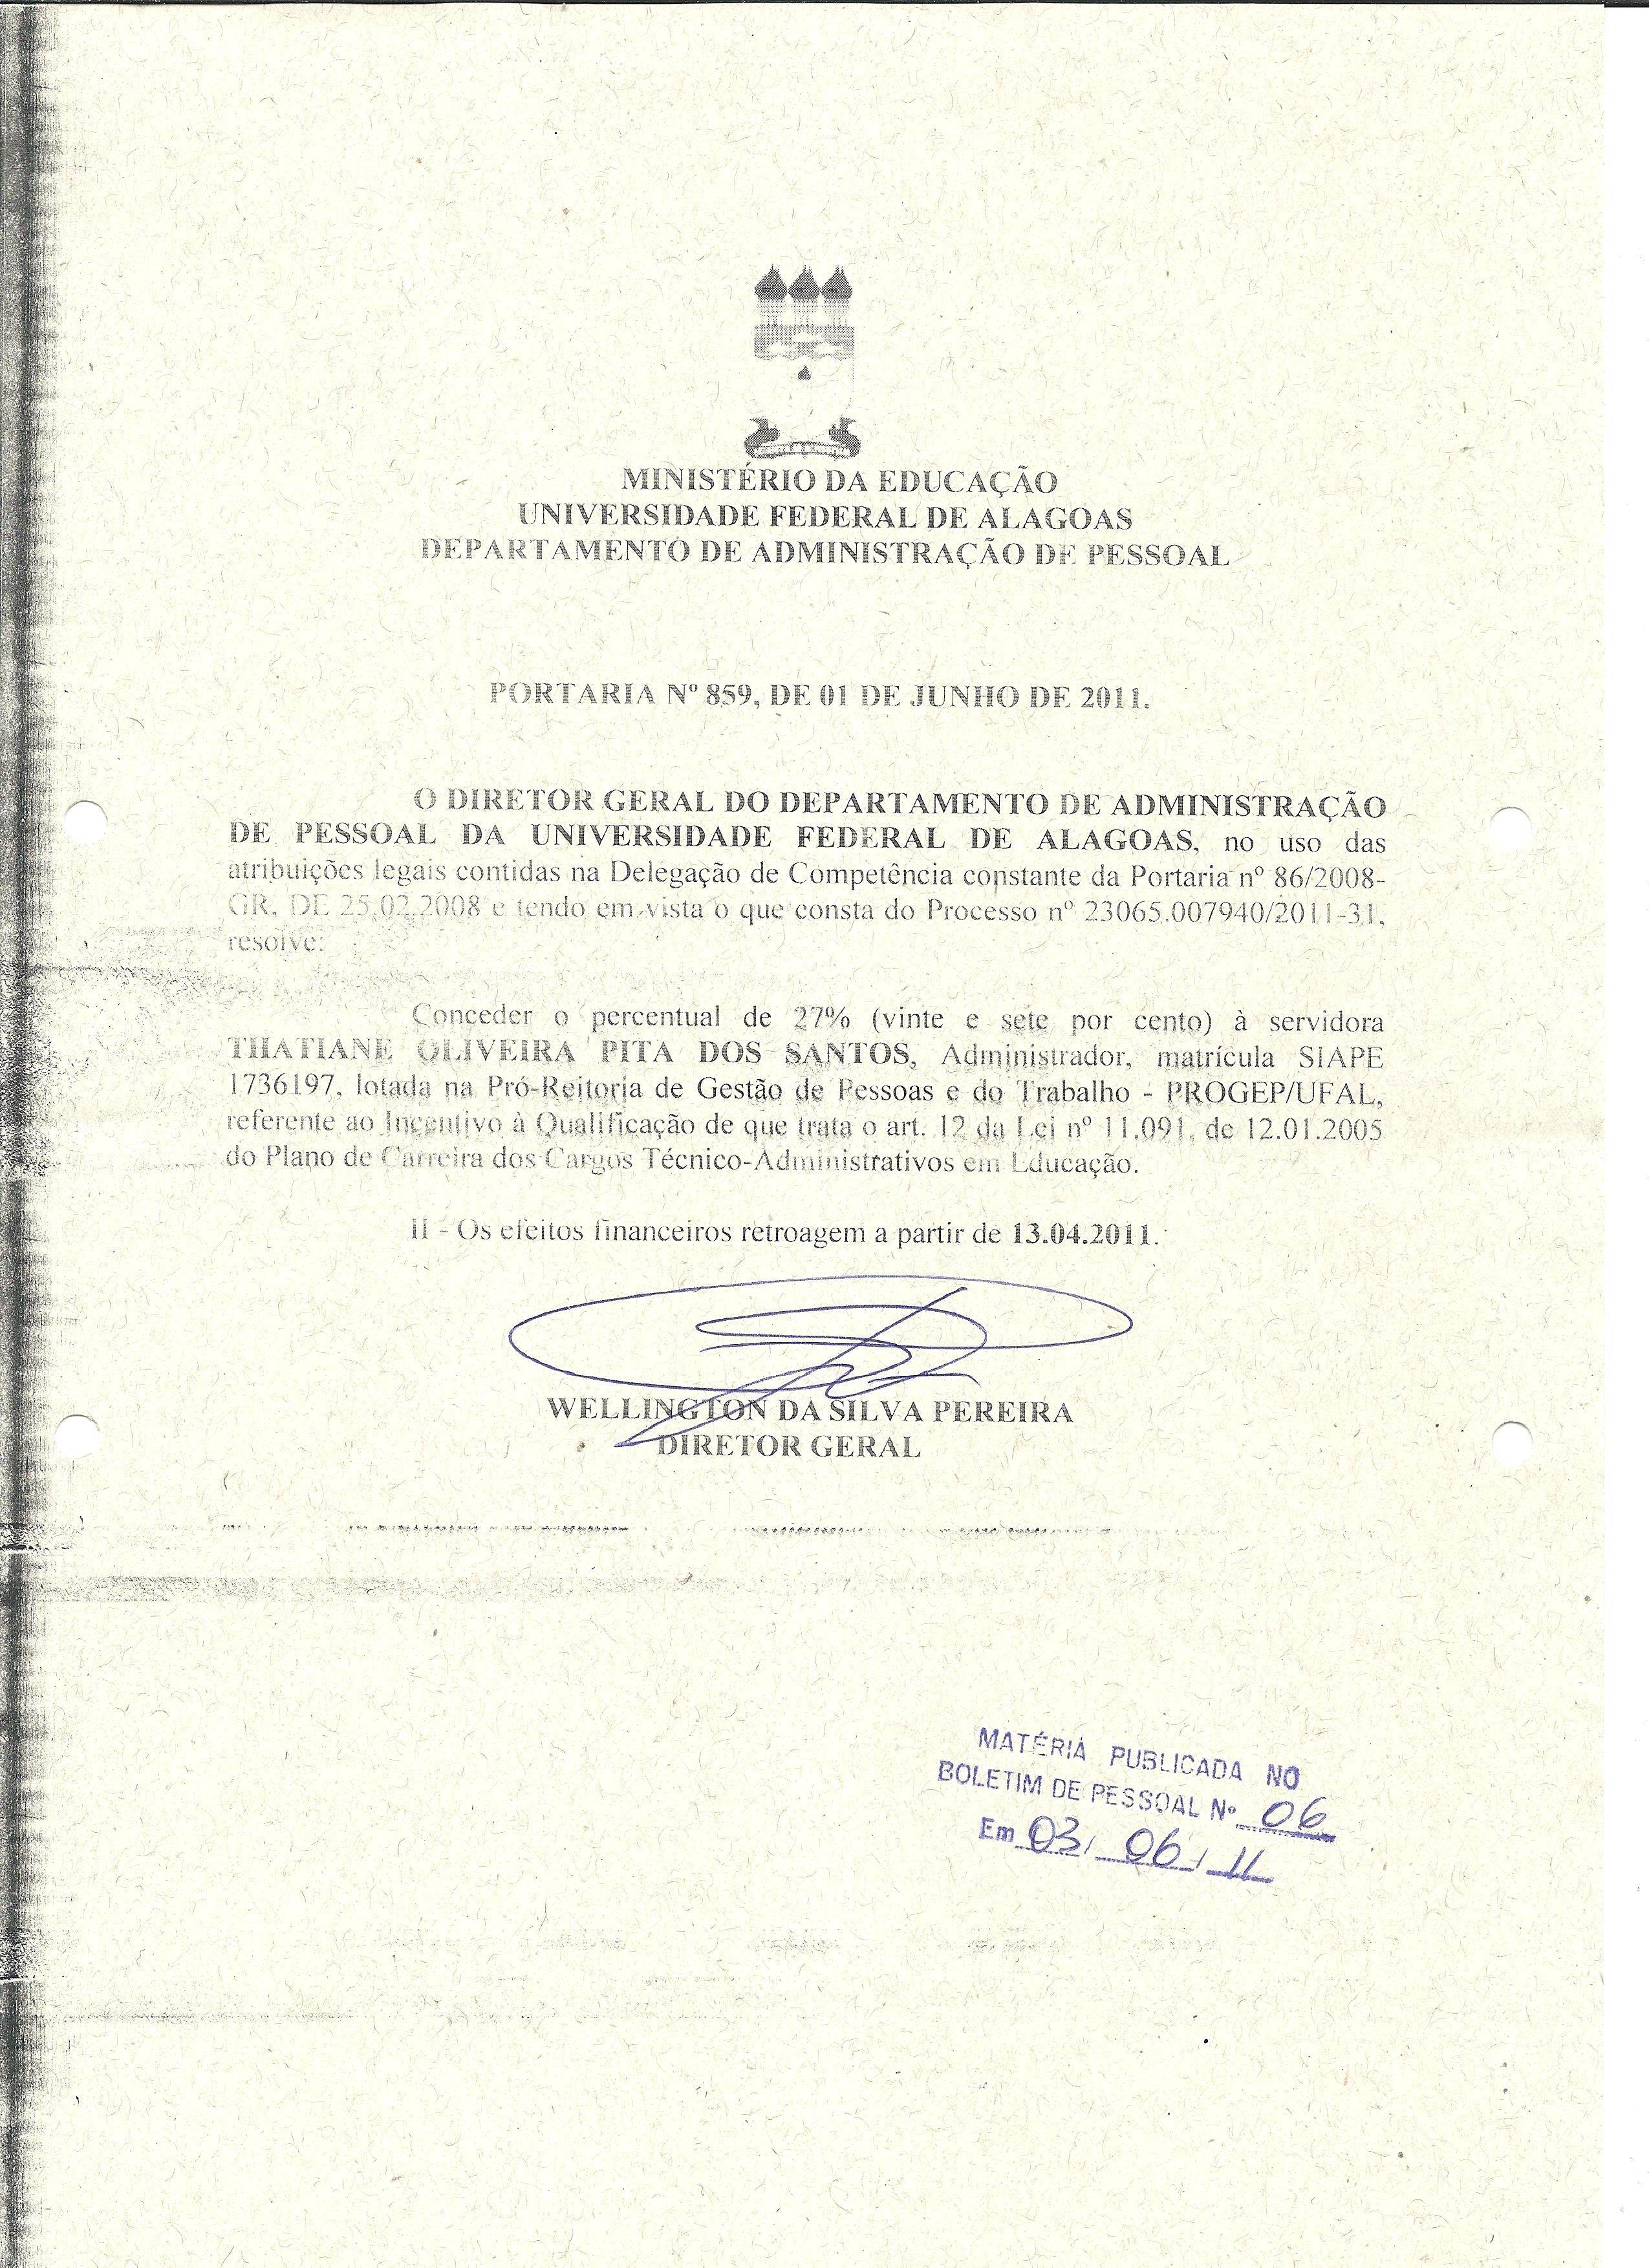 MINISTÉRIO DA EDUCAÇÃO
UNIVERSIDADE FEDERAL DE ALAGOAS
DEPARTAMENTO DE ADMINISTRAÇÃO DE PESSOAL
PORTARIA Nº 859, DE 01 DE JUNHO DE 2011.
O DIRETOR GERAL DO DEPARTAMENTO DE ADMINISTRAÇÃO
DE PESSOAL DA UNIVERSIDADE FEDERAL DE ALAGOAS, no uso das
atribuições legais contidas na Delegação de Competência constante da Portaria nº 86/2008-
GR, DE 25.02.2008 e tendo em vista o que consta do Processo nº 23065.007940/2011-31,
resolve:
Conceder o percentual de 27% (vinte e sete por cento) à servidora
THATIANE OLIVEIRA PITA DOS SANTOS, Administrador, matrícula SIAPE
1736197, lotada na Pró-Reitoria de Gestão de Pessoas e do Trabalho - PROGEP/UFAL,
referente ao Incentivo à Qualificação de que trata o art. 12 da Lei nº 11.091, de 12.01.2005
do Plano de Carreira dos Cargos Técnico-Administrativos em Educação.
II - Os efeitos financeiros retroagem a partir de 13.04.2011.
WELLINGTON DA SILVA PEREIRA
DIRETOR GERAL
MATÉRIA PUBLICADA NO
BOLETIM DE PESSOAL Nº 06
Em 03/06/11